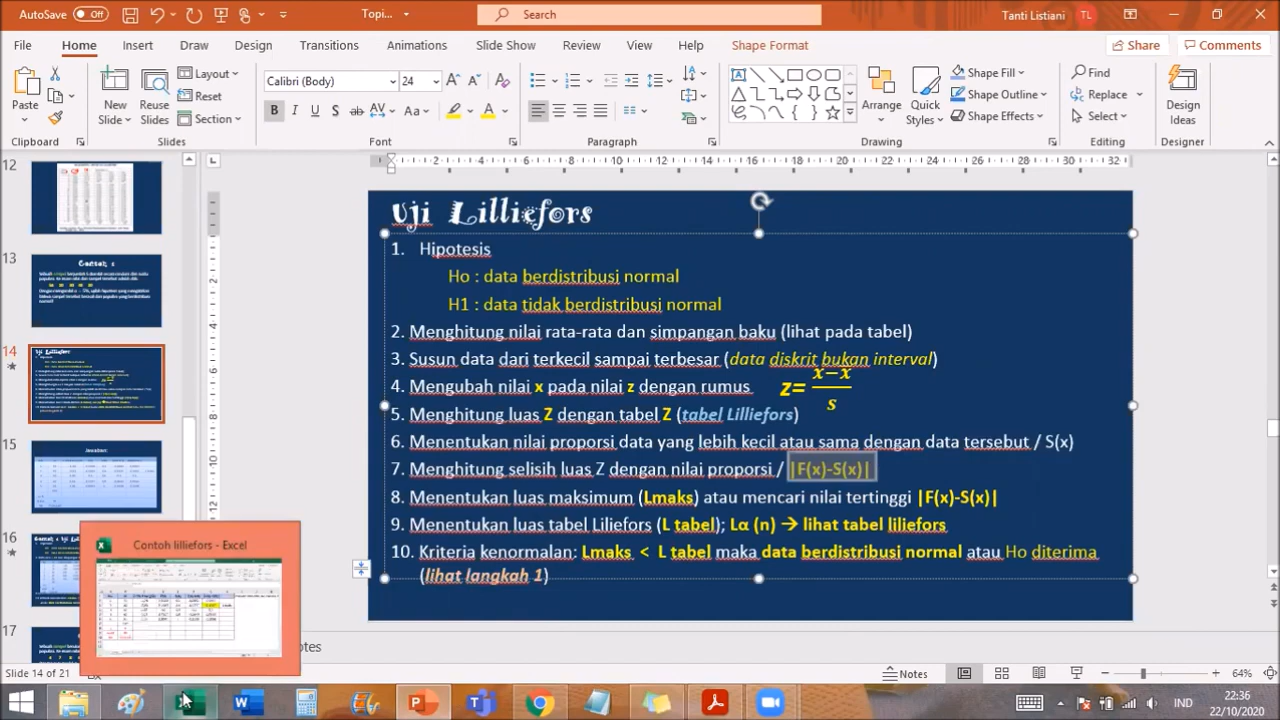 AutoSave Off
Topi...
Search
Tanti Listiani TL
File Home Insert Draw Design Transitions Animations Slide Show Review View Help Shape Format Share Comments
Paste
New Slide
Reuse Slides
Layout
Reset
Section
Calibri (Body) 24
Arrange
Quick Styles
Shape Fill
Shape Outline
Shape Effects
Find
Replace
Select
Design Ideas
Clipboard Slides Font Paragraph Drawing Editing Designer
12
13
14
15
16
17
Uji Lilliefors
1. Hipotesis
Ho berdistribusi normal
H1 : data tidak berdistribusi normal
2. Menghitung nilai rata-rata dan simpangan baku (lihat pada tabel)
3. Susun data dari terkecil sampai terbesar (data diskrit bukan interval)
4. Mengubah nilai x pada nilai z dengan rumus z= x−x / s
5. Menghitung luas Z dengan tabel Z (tabel Lilliefors)
6. Menentukan nilai proporsi data yang lebih kecil atau sama dengan data tersebut / S(x)
7. Menghitung selisih luas Z dengan nilai proporsi / |F(x)-S(x)|
8. Menentukan luas maksimum (Lmaks) atau mencari nilai tertinggi |F(x)-S(x)|
9. Menentukan luas tabel Liliefors (L tabel); Lα (n) → lihat tabel liliefors
10. Kriteria kenormalan: Lmaks < L tabel maka data berdistribusi normal atau Ho diterima
Contoh lilliefors - Excel
Slide 14 of 21
Notes
64%
IND
22:36
22/10/2020